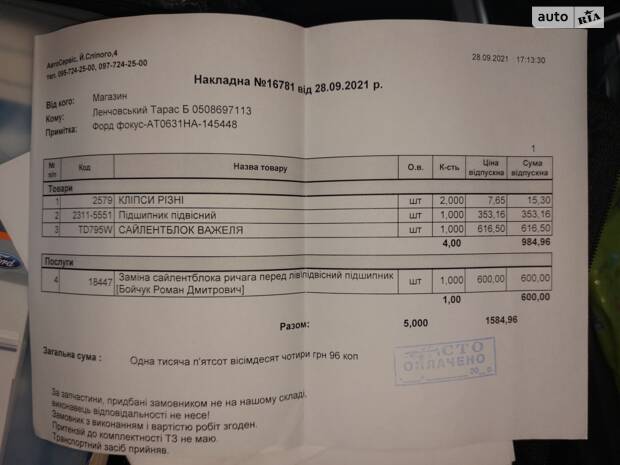 auto RIA
АвтоСервіс, Й.Сліпого,4
тел. 095-724-25-00, 097-724-25-00
28.09.2021 17:13:30
Накладна №16781 від 28.09.2021 р.
Від кого: Магазин
Кому: Ленчовський Тарас Б 0508697113
Примітка: Форд фокус-АТ0631НА-145448
1
№ п/п Код Назва товару О.в. К-сть Ціна відпускна Сума відпускна
Товари
1 2579 КЛІПСИ РІЗНІ шт 2,000 7,65 15,30
2 2311-5551 Підшипник підвісний шт 1,000 353,16 353,16
3 TD795W САЙЛЕНТБЛОК ВАЖЕЛЯ шт 1,000 616,50 616,50
4,00 984,96
Послуги
4 18447 Заміна сайлентблока ричага перед лів\підвісний підшипник шт 1,000 600,00 600,00
[Бойчук Роман Дмитрович]
1,00 600,00
Разом: 5,000 1584,96
Загальна сума : Одна тисяча п'ятсот вісімдесят чотири грн 96 коп
ОПЛАЧЕНО
За запчастини, придбані замовником не на нашому складі,
виконавець відповідальності не несе!
Замовник з виконанням і вартістю робіт згоден.
Притензій до комплектності ТЗ не маю.
Транспортний засіб прийняв.
Ford